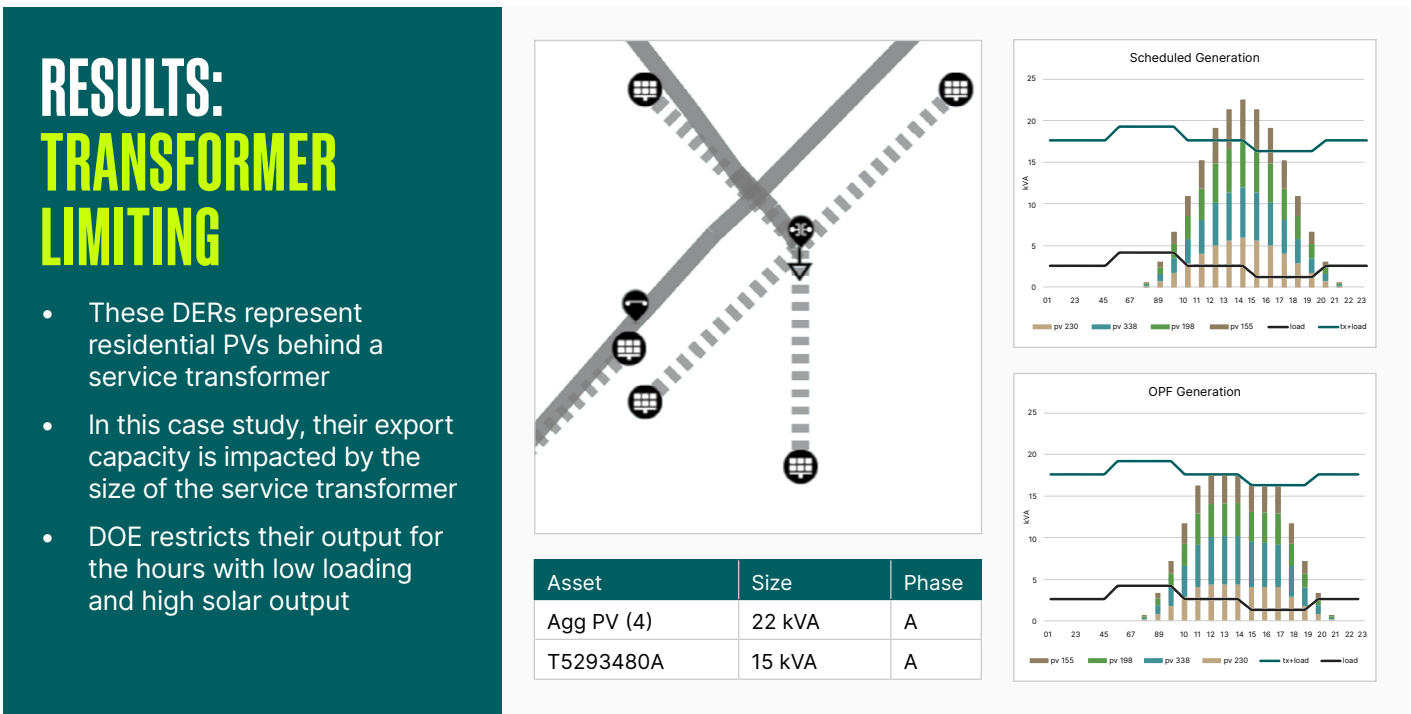 RESULTS:
TRANSFORMER
LIMITING
• These DERs represent
residential PVs behind a
service transformer
• In this case study, their export
capacity is impacted by the
size of the service transformer
• DOE restricts their output for
the hours with low loading
and high solar output
Asset Size Phase
Agg PV (4) 22 kVA A
T5293480A 15 kVA A
Scheduled Generation
25
20
15
10
5
0
kVA
01 23 45 67 89 10 11 12 13 14 15 16 17 18 19 20 21 22 23
pv 230 pv 338 pv 198 pv 155 load tx+load
OPF Generation
25
20
15
10
5
0
kVA
01 23 45 67 89 10 11 12 13 14 15 16 17 18 19 20 21 22 23
pv 155 pv 198 pv 338 pv 230 tx+load load